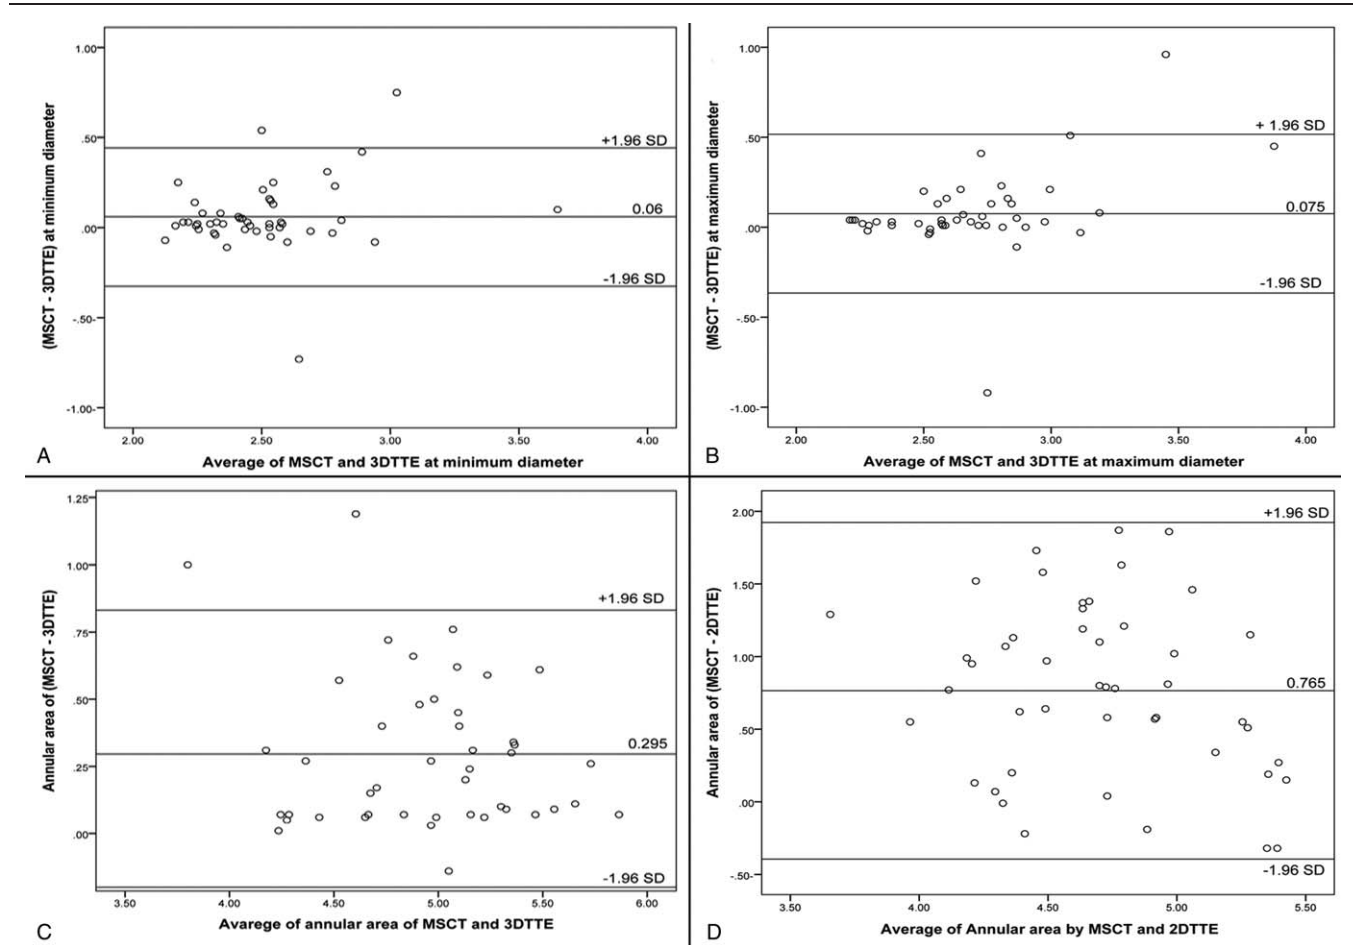 (MSCT - 3DTTE) at minimum diameter
1.00
.50
.00
-.50
-1.00
+1.96 SD
0.06
-1.96 SD
2.00 2.50 3.00 3.50 4.00
A
Average of MSCT and 3DTTE at minimum diameter
(MSCT - 3DTTE) at maximum diameter
1.00
.50
.00
-.50
-1.00
+ 1.96 SD
0.075
-1.96 SD
2.00 2.50 3.00 3.50 4.00
B
Average of MSCT and 3DTTE at maximum diameter
Annular area of (MSCT - 3DTTE)
1.25
1.00
.75
.50
.25
.00
+1.96 SD
0.295
-1.96 SD
3.50 4.00 4.50 5.00 5.50 6.00
C
Avarege of annular area of MSCT and 3DTTE
Annular area of (MSCT - 2DTTE)
2.00
1.50
1.00
.50
.00
-.50
+1.96 SD
0.765
-1.96 SD
3.50 4.00 4.50 5.00 5.50
D
Average of Annular area by MSCT and 2DTTE